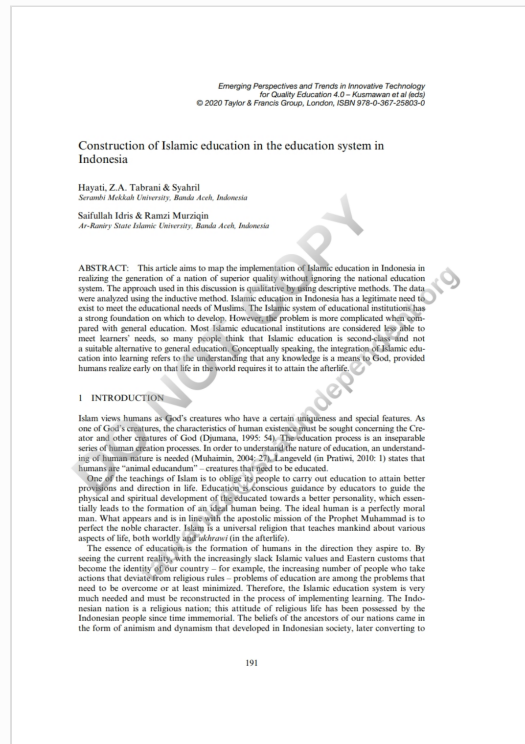 Emerging Perspectives and Trends in Innovative Technology
for Quality Education 4.0 – Kusmawan et al (eds)
© 2020 Taylor & Francis Group, London, ISBN 978-0-367-25803-0
Construction of Islamic education in the education system in
Indonesia
Hayati, Z.A. Tabrani & Syahril
Serambi Mekkah University, Banda Aceh, Indonesia
Saifullah Idris & Ramzi Murziqin
Ar-Raniry State Islamic University, Banda Aceh, Indonesia
ABSTRACT: This article aims to map the implementation of Islamic education in Indonesia in
realizing the generation of a nation of superior quality without ignoring the national education
system. The approach used in this discussion is qualitative by using descriptive methods. The data
were analyzed using the inductive method. Islamic education in Indonesia has a legitimate need to
exist to meet the educational needs of Muslims. The Islamic system of educational institutions has
a strong foundation on which to develop. However, the problem is more complicated when com-
pared with general education. Most Islamic educational institutions are considered less able to
meet learners' needs, so many people think that Islamic education is second-class and not
a suitable alternative to general education. Conceptually speaking, the integration of Islamic edu-
cation into learning refers to the understanding that any knowledge is a means to God, provided
humans realize early on that life in the world requires it to attain the afterlife.
1 INTRODUCTION
Islam views humans as God's creatures who have a certain uniqueness and special features. As
one of God's creatures, the characteristics of human existence must be sought concerning the Cre-
ator and other creatures of God (Djumana, 1995: 54). The education process is an inseparable
series of human creation processes. In order to understand the nature of education, an understand-
ing of human nature is needed (Muhaimin, 2004: 27). Langeveld (in Pratiwi, 2010: 1) states that
humans are "animal educandum" – creatures that need to be educated.
One of the teachings of Islam is to oblige its people to carry out education to attain better
provisions and direction in life. Education is conscious guidance by educators to guide the
physical and spiritual development of the educated towards a better personality, which essen-
tially leads to the formation of an ideal human being. The ideal human is a perfectly moral
man. What appears and is in line with the apostolic mission of the Prophet Muhammad is to
perfect the noble character. Islam is a universal religion that teaches mankind about various
aspects of life, both worldly and ukhrawi (in the afterlife).
The essence of education is the formation of humans in the direction they aspire to. By
seeing the current reality, with the increasingly slack Islamic values and Eastern customs that
become the identity of our country – for example, the increasing number of people who take
actions that deviate from religious rules – problems of education are among the problems that
need to be overcome or at least minimized. Therefore, the Islamic education system is very
much needed and must be reconstructed in the process of implementing learning. The Indo-
nesian nation is a religious nation; this attitude of religious life has been possessed by the
Indonesian people since time immemorial. The beliefs of the ancestors of our nations came in
the form of animism and dynamism that developed in Indonesian society, later converting to
191
DO NOT COPY